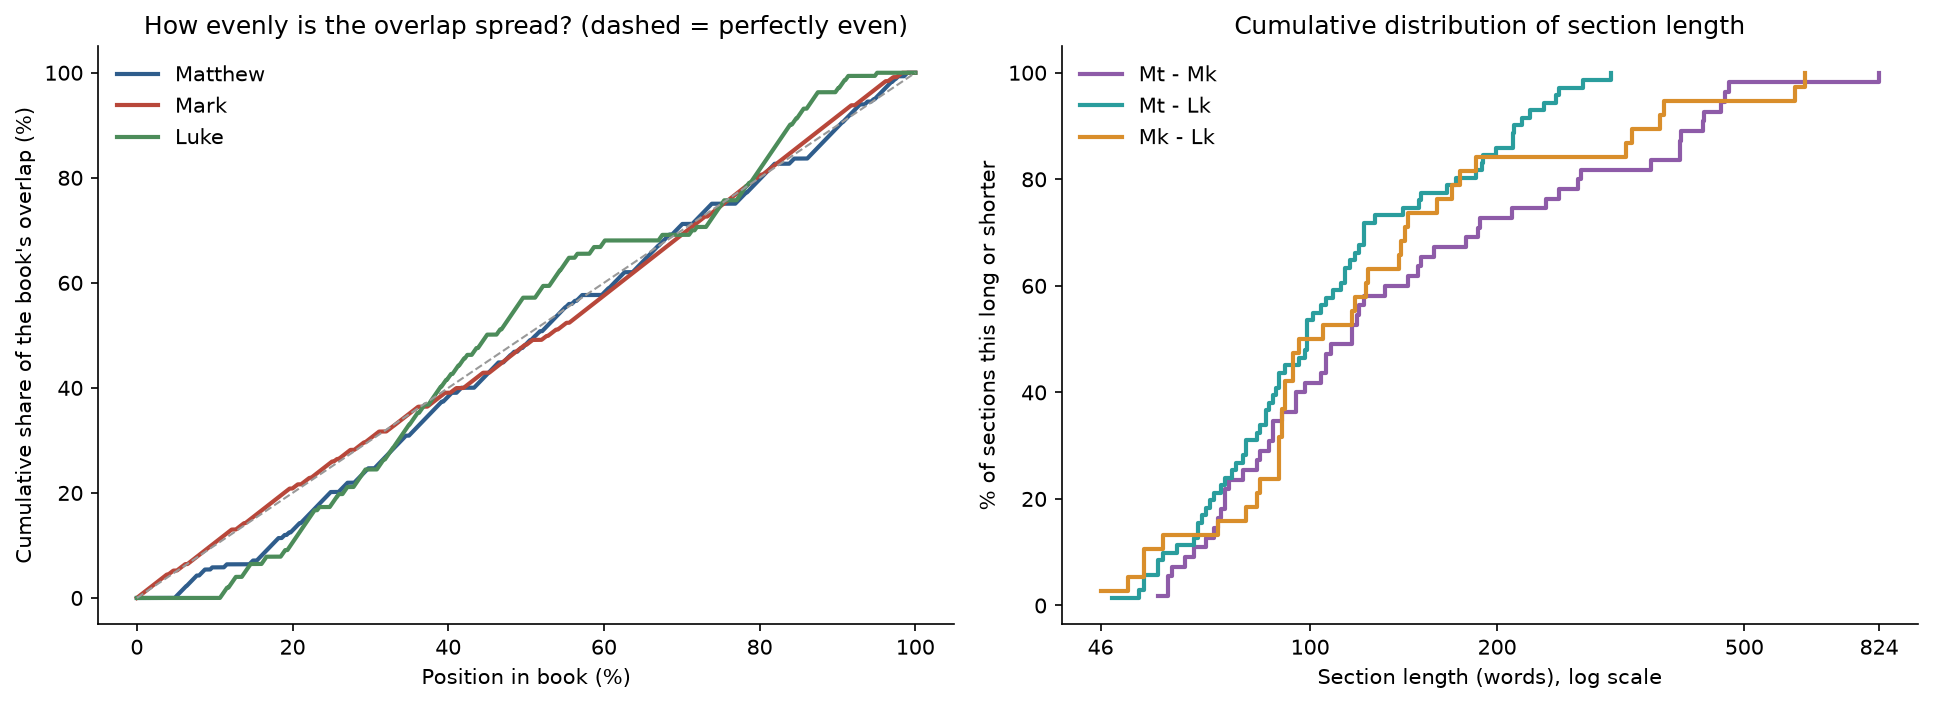 How evenly is the overlap spread? (dashed = perfectly even)
Cumulative share of the book's overlap (%)
100
80
60
40
20
0
Matthew
Mark
Luke
0 20 40 60 80 100
Position in book (%)
Cumulative distribution of section length
% of sections this long or shorter
100
80
60
40
20
0
Mt - Mk
Mt - Lk
Mk - Lk
46 100 200 500 824
Section length (words), log scale